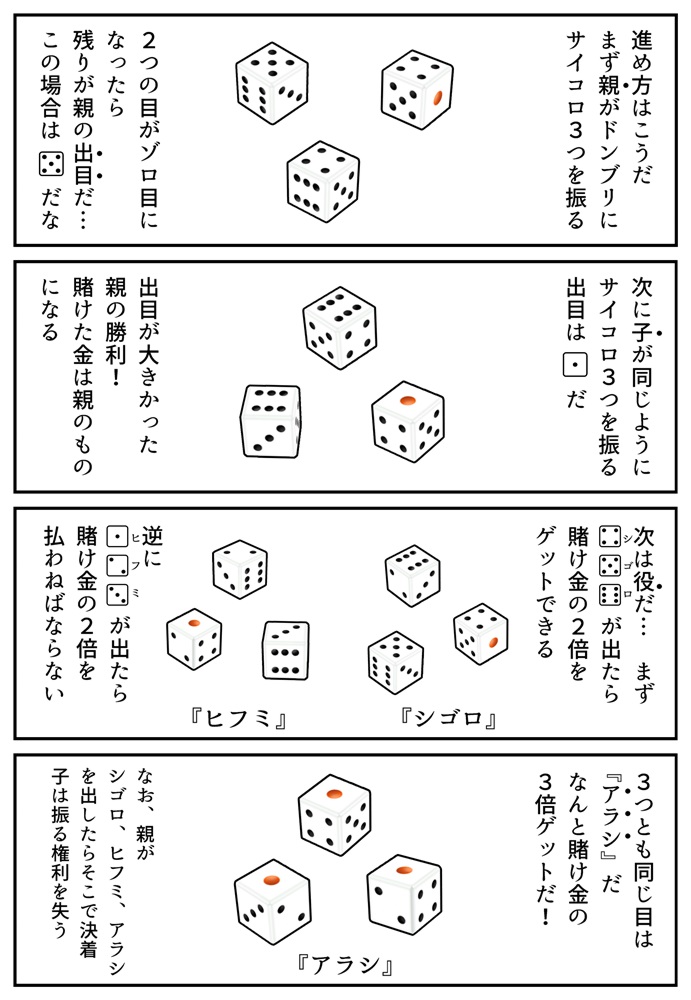 進め方はこうだ
まず親がドンブリに
サイコロ3つを振る
2つの目がゾロ目に
なったら
残りが親の出目だ…
この場合は⚄だな
次に子が同じように
サイコロ3つを振る
出目は⚀だ
出目が大きかった
親の勝利！
賭けた金は親のもの
になる
次は役だ… まず
⚃⚄⚅が出たら
シゴロ
賭け金の2倍を
ゲットできる
『シゴロ』
逆に
⚀⚁⚂が出たら
ヒフミ
賭け金の2倍を
払わねばならない
『ヒフミ』
3つとも同じ目は
『アラシ』だ
なんと賭け金の
3倍ゲットだ！
『アラシ』
なお、親が
シゴロ、ヒフミ、アラシ
を出したらそこで決着
子は振る権利を失う